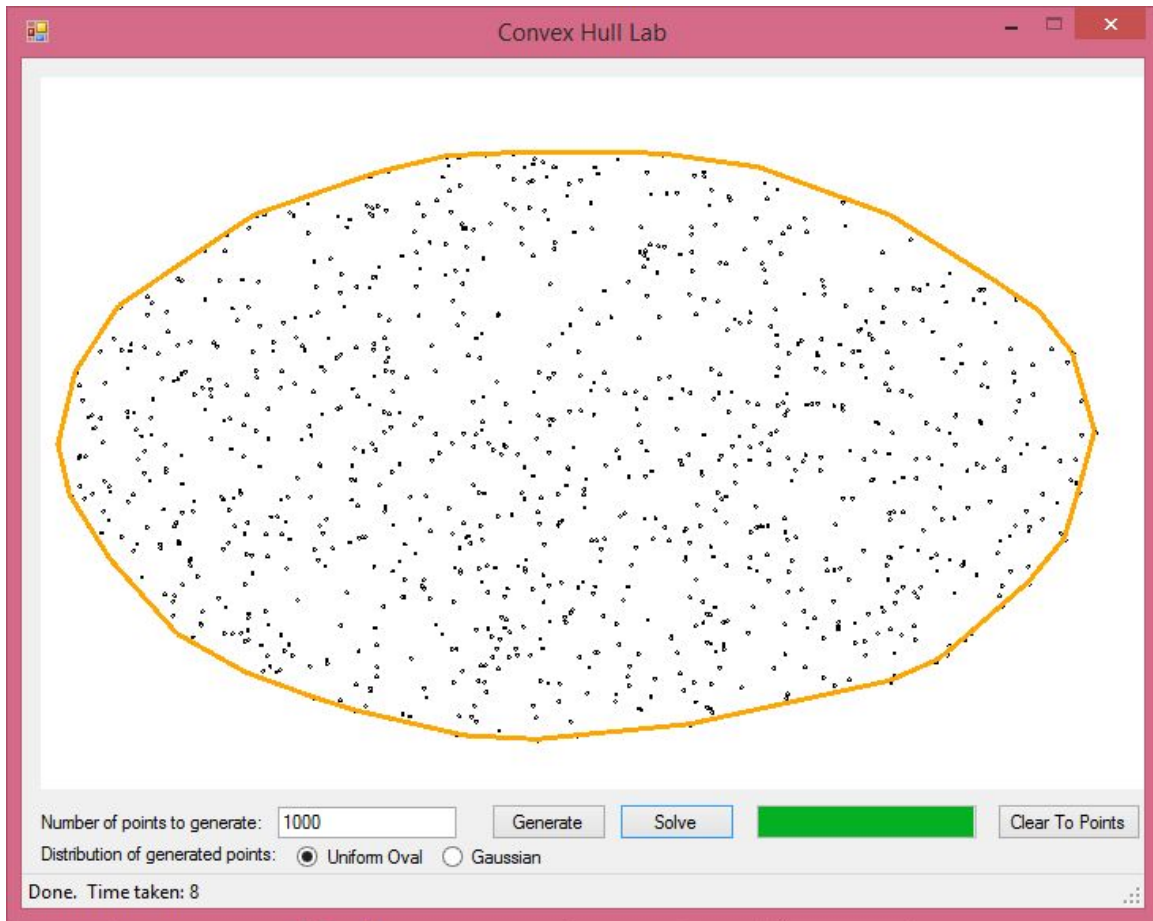 Convex Hull Lab
Number of points to generate: 1000 Generate Solve Clear To Points
Distribution of generated points: Uniform Oval Gaussian
Done. Time taken: 8